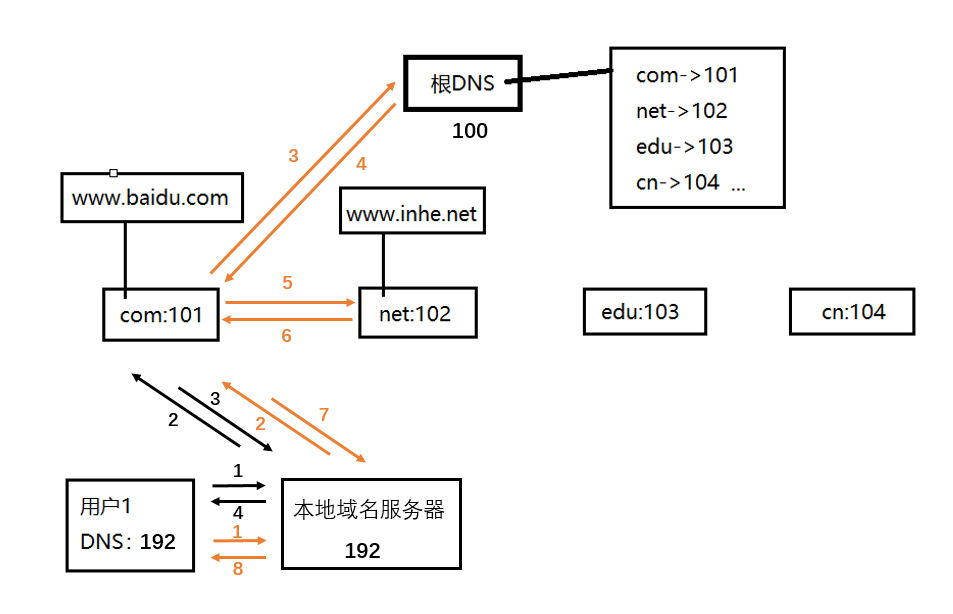 根DNS
100
com->101
net->102
edu->103
cn->104 ...
3
4
www.baidu.com
www.inhe.net
com:101
5
6
net:102
edu:103
cn:104
2
3
2
7
用户1
DNS: 192
1
4
1
8
本地域名服务器
192